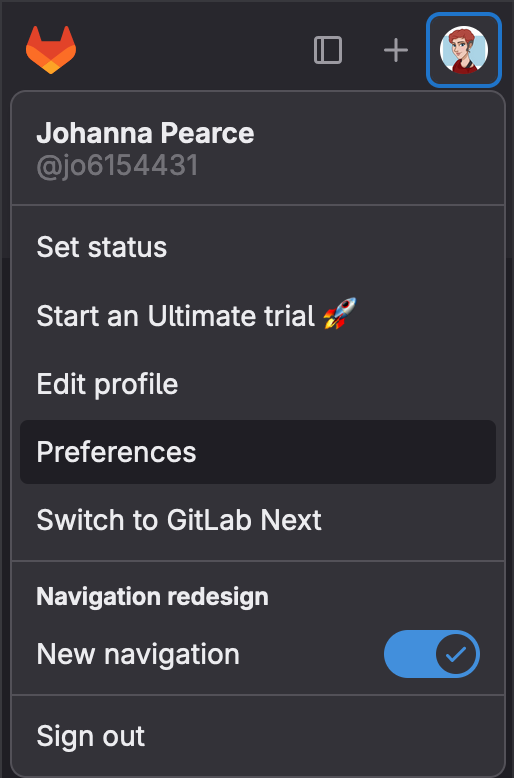 Johanna Pearce
@jo6154431
Set status
Start an Ultimate trial 🚀
Edit profile
Preferences
Switch to GitLab Next
Navigation redesign
New navigation
Sign out